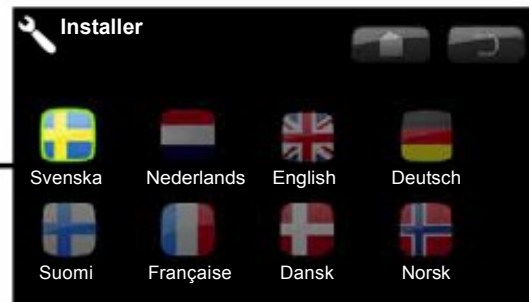 Installer
Svenska Nederlands English Deutsch
Suomi Française Dansk Norsk